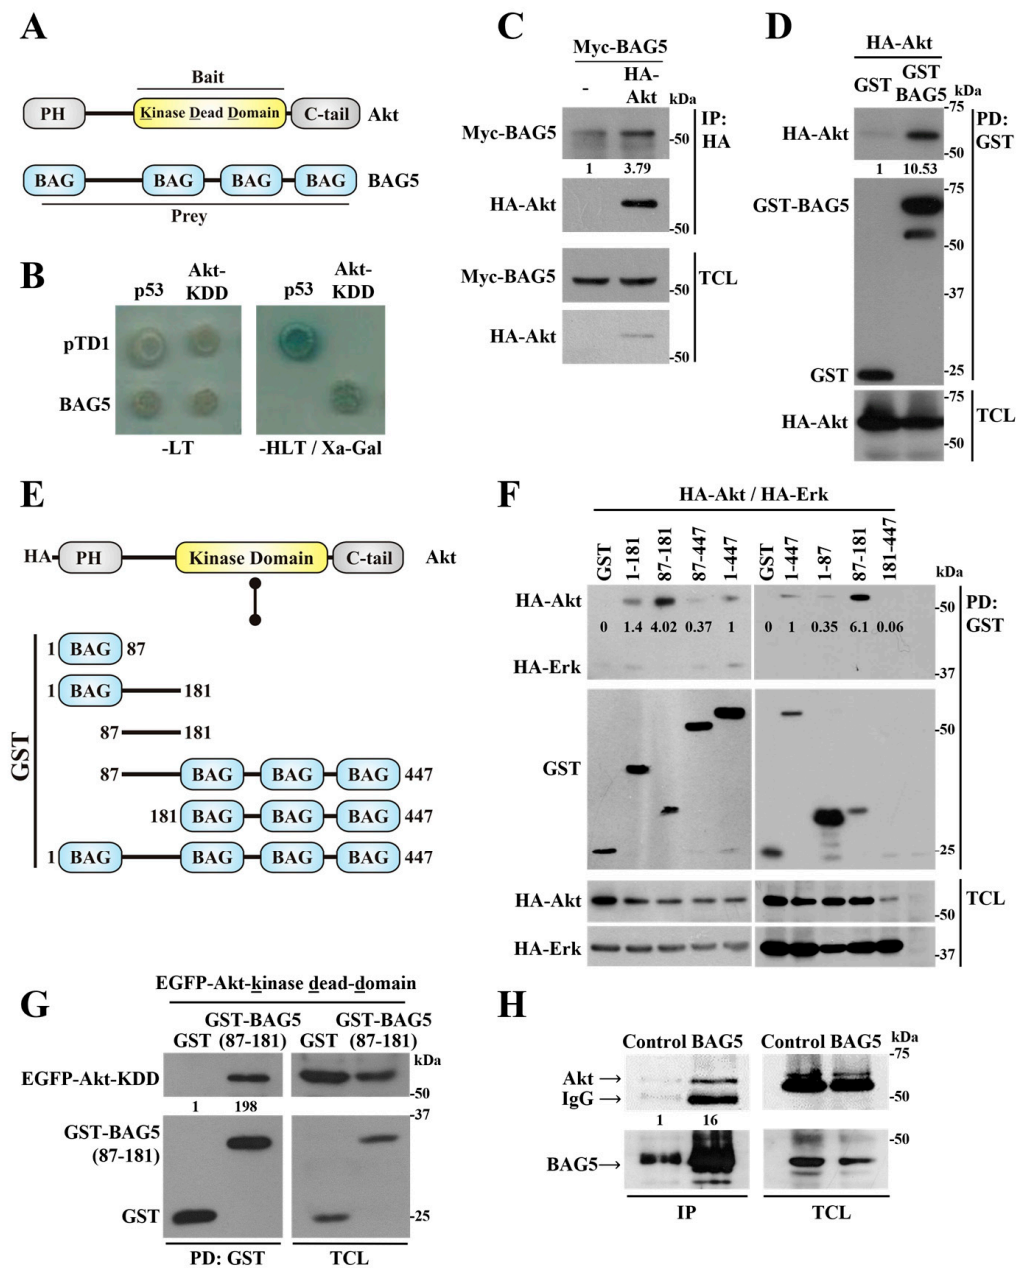 A
Bait
PH
Kinase Dead Domain
C-tail
Akt
BAG
BAG
BAG
BAG
BAG5
Prey
B
p53
Akt-
KDD
p53
Akt-
KDD
pTD1
BAG5
-LT
-HLT / Xa-Gal
C
Myc-BAG5
-
HA-
Akt
kDa
Myc-BAG5
-50
IP:
HA
1
3.79
HA-Akt
-50
Myc-BAG5
-50
TCL
HA-Akt
-50
D
HA-Akt
GST
GST
BAG5
kDa
-75
HA-Akt
PD:
GST
-50
1
10.53
-75
GST-BAG5
-50
-37
GST
-25
-75
HA-Akt
TCL
-50
E
HA
PH
Kinase Domain
C-tail
Akt
GST
1
BAG
87
1
BAG
181
87
181
87
BAG
BAG
BAG
447
181
BAG
BAG
BAG
447
1
BAG
BAG
BAG
BAG
447
F
HA-Akt / HA-Erk
GST
1-181
87-181
87-447
1-447
GST
1-447
1-87
87-181
181-447
kDa
HA-Akt
-50
PD:
GST
0
1.4
4.02
0.37
1
0
1
0.35
6.1
0.06
HA-Erk
-37
-50
GST
-25
HA-Akt
-50
TCL
HA-Erk
-37
G
EGFP-Akt-kinase dead-domain
GST
GST-BAG5
(87-181)
GST
GST-BAG5
(87-181)
kDa
EGFP-Akt-KDD
-50
1
198
-37
GST-BAG5
(87-181)
GST
-25
PD: GST
TCL
H
Control
BAG5
Control
BAG5
kDa
-75
Akt
IgG
-50
1
16
-50
BAG5
IP
TCL